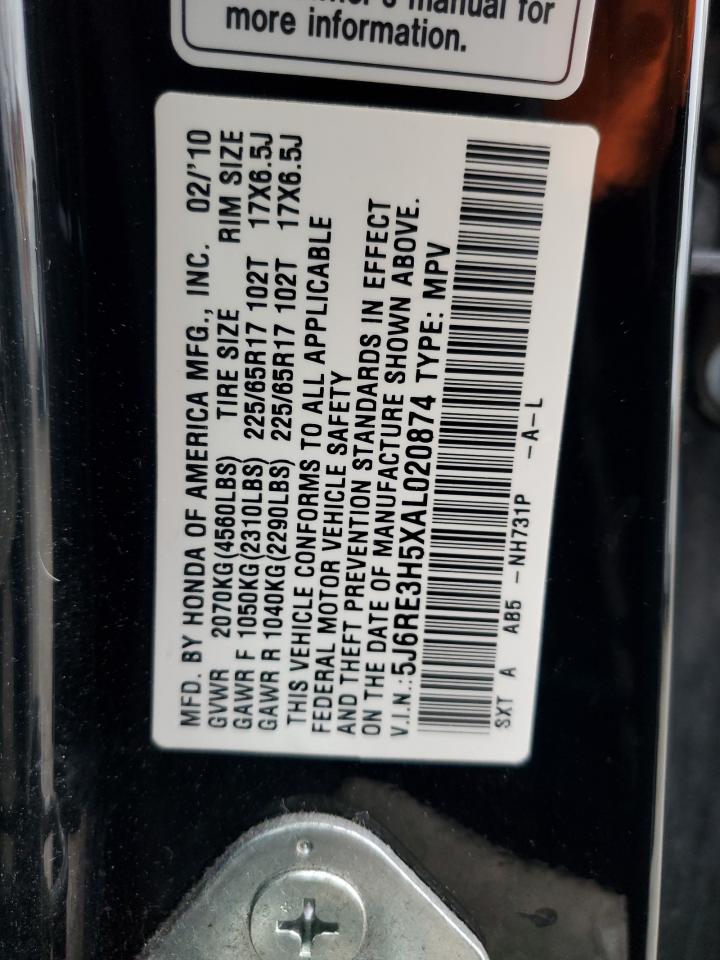 manual for
more information.
MFD. BY HONDA OF AMERICA MFG., INC. 02/'10
GVWR 2070KG(4560LBS) TIRE SIZE RIM SIZE
GAWR F 1050KG(2310LBS) 225/65R17 102T 17X6.5J
GAWR R 1040KG(2290LBS) 225/65R17 102T 17X6.5J
THIS VEHICLE CONFORMS TO ALL APPLICABLE
FEDERAL MOTOR VEHICLE SAFETY
AND THEFT PREVENTION STANDARDS IN EFFECT
ON THE DATE OF MANUFACTURE SHOWN ABOVE.
V.I.N.:5J6RE3H5XAL020874 TYPE: MPV
SXT A AB5 -NH731P -A-L